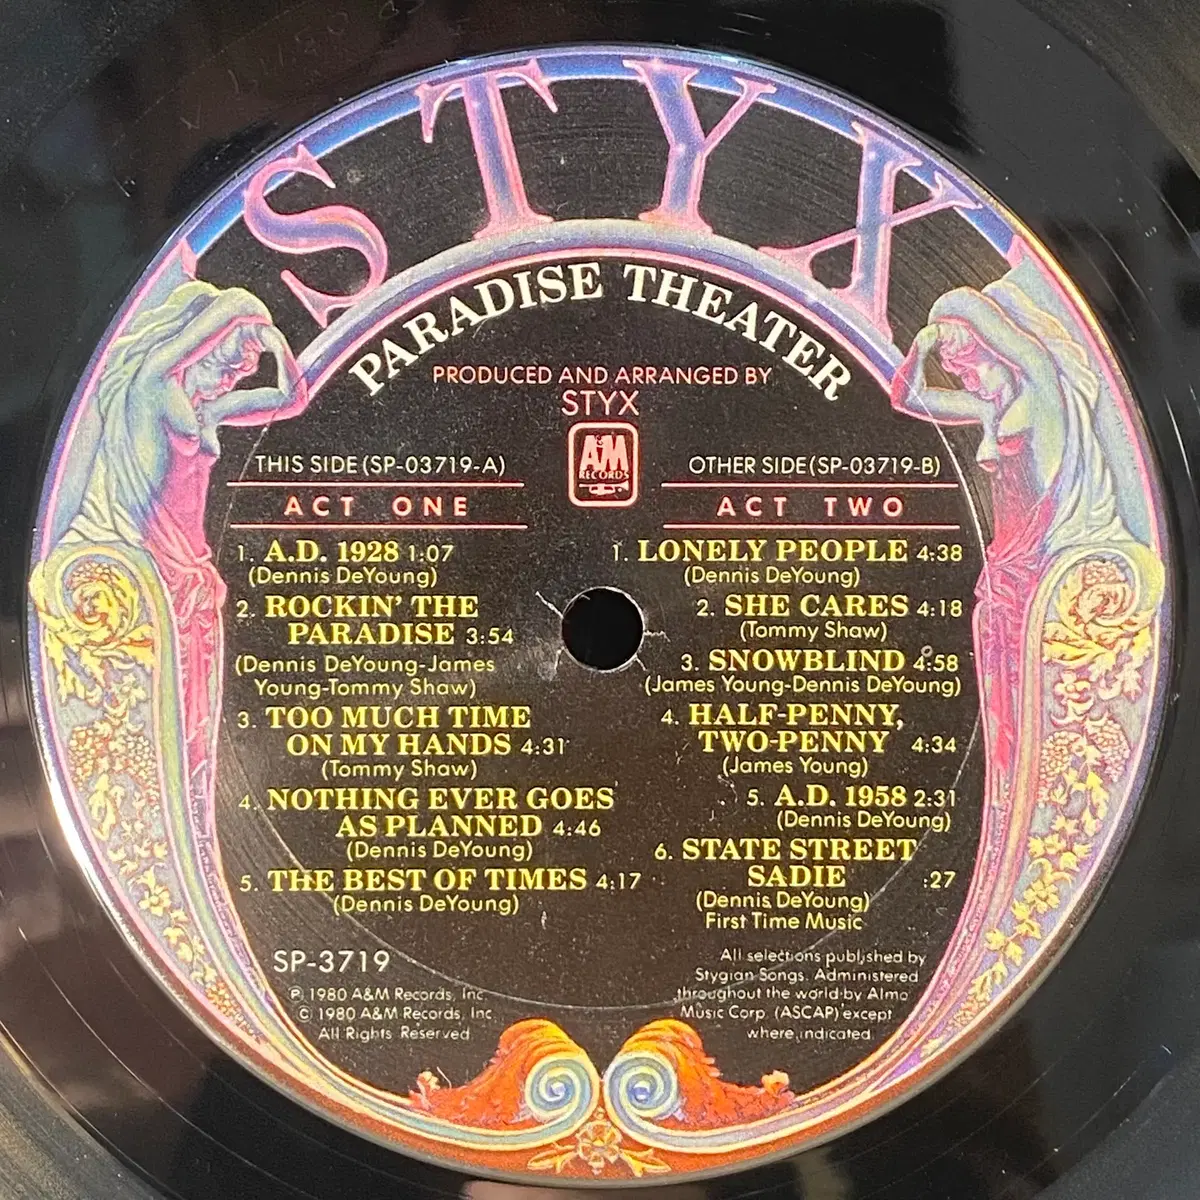 STYX
PARADISE THEATER
PRODUCED AND ARRANGED BY
STYX
A&M
RECORDS
THIS SIDE (SP-03719-A)
ACT ONE
1. A.D. 1928 1:07
(Dennis DeYoung)
2. ROCKIN' THE
PARADISE 3:54
(Dennis DeYoung-James
Young-Tommy Shaw)
3. TOO MUCH TIME
ON MY HANDS 4:31
(Tommy Shaw)
4. NOTHING EVER GOES
AS PLANNED 4:46
(Dennis DeYoung)
5. THE BEST OF TIMES 4:17
(Dennis DeYoung)
SP-3719
℗ 1980 A&M Records, Inc.
© 1980 A&M Records, Inc.
All Rights Reserved
OTHER SIDE (SP-03719-B)
ACT TWO
1. LONELY PEOPLE 4:38
(Dennis DeYoung)
2. SHE CARES 4:18
(Tommy Shaw)
3. SNOWBLIND 4:58
(James Young-Dennis DeYoung)
4. HALF-PENNY,
TWO-PENNY 4:34
(James Young)
5. A.D. 1958 2:31
(Dennis DeYoung)
6. STATE STREET
SADIE :27
(Dennis DeYoung)
First Time Music
All selections published by
Stygian Songs. Administered
throughout the world by Almo
Music Corp. (ASCAP) except
where indicated.